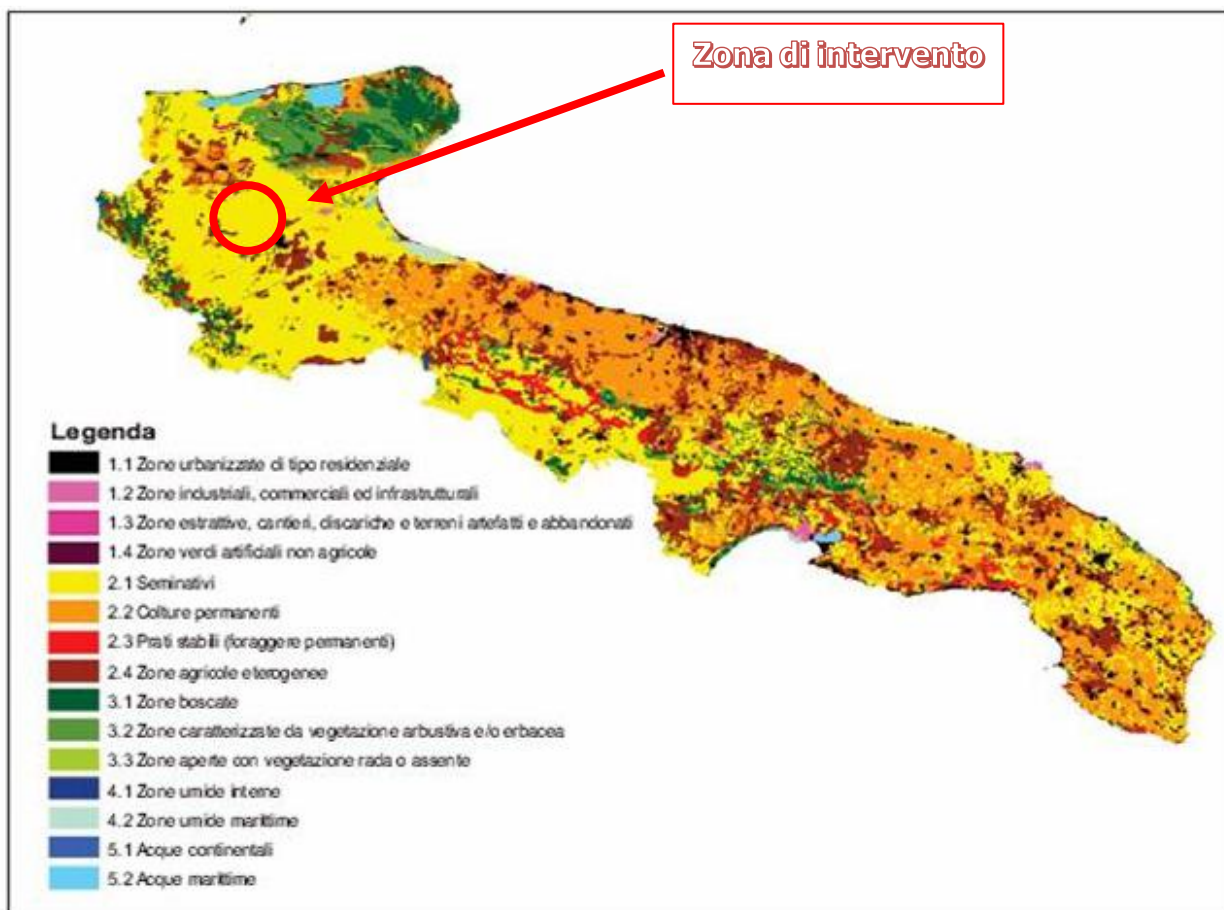 Zona di intervento
Legenda
1.1 Zone urbanizzate di tipo residenziale
1.2 Zone industriali, commerciali ed infrastrutturali
1.3 Zone estrattive, cantieri, discariche e terreni artefatti e abbandonati
1.4 Zone verdi artificiali non agricole
2.1 Seminativi
2.2 Colture permanenti
2.3 Prati stabili (foraggere permanenti)
2.4 Zone agricole eterogenee
3.1 Zone boscate
3.2 Zone caratterizzate da vegetazione arbustiva e/o erbacea
3.3 Zone aperte con vegetazione rada o assente
4.1 Zone umide interne
4.2 Zone umide marittime
5.1 Acque continentali
5.2 Acque marittime